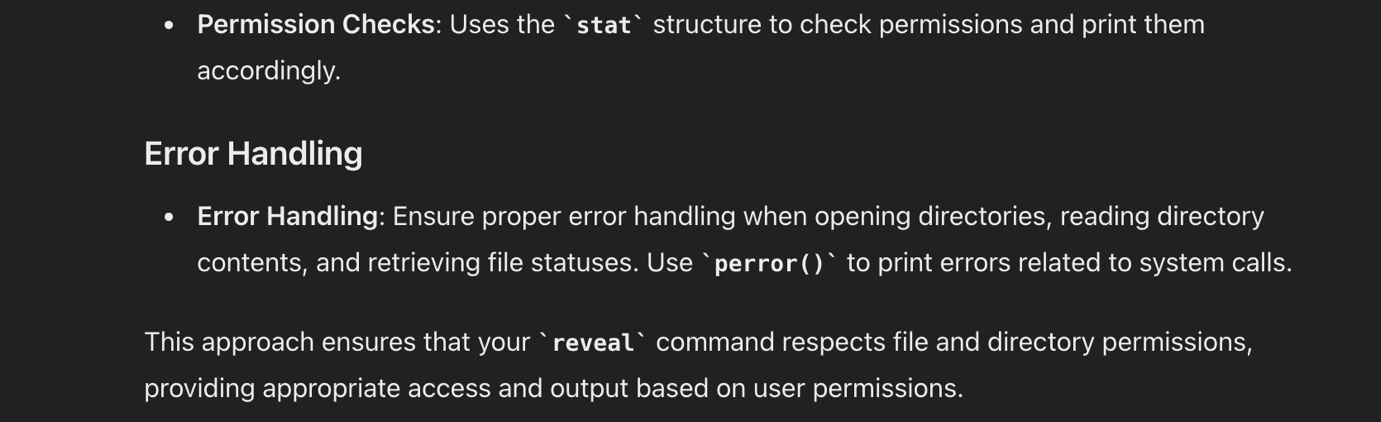 • Permission Checks: Uses the `stat` structure to check permissions and print them
accordingly.
Error Handling
• Error Handling: Ensure proper error handling when opening directories, reading directory
contents, and retrieving file statuses. Use `perror()` to print errors related to system calls.
This approach ensures that your `reveal` command respects file and directory permissions,
providing appropriate access and output based on user permissions.